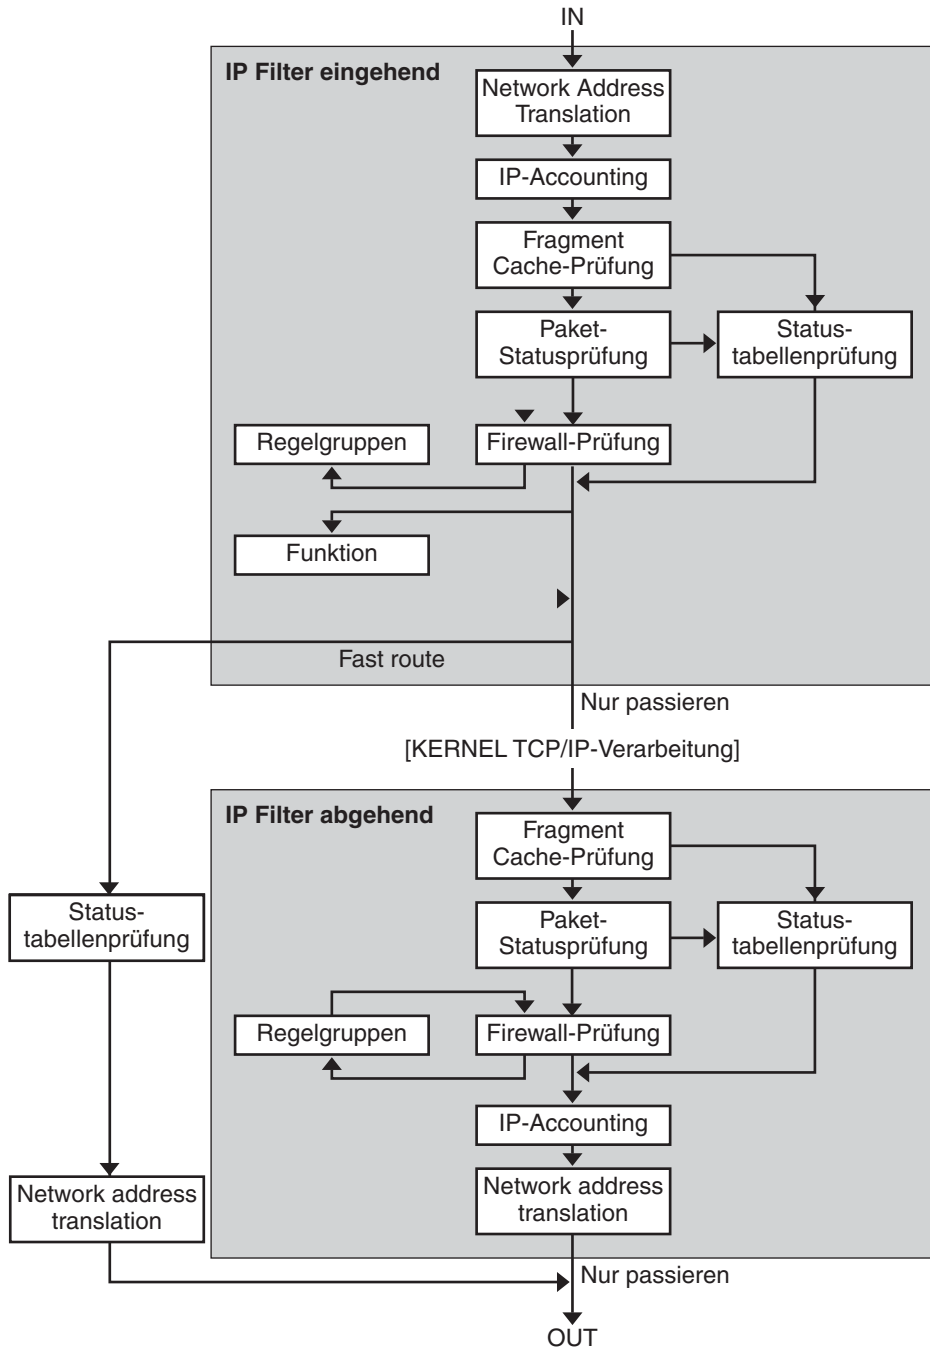 IN
IP Filter eingehend
Network Address
Translation
IP-Accounting
Fragment
Cache-Prüfung
Paket-
Statusprüfung
Status-
tabellenprüfung
Regelgruppen
Firewall-Prüfung
Funktion
Fast route
Nur passieren
[KERNEL TCP/IP-Verarbeitung]
IP Filter abgehend
Fragment
Cache-Prüfung
Status-
tabellenprüfung
Paket-
Statusprüfung
Status-
tabellenprüfung
Regelgruppen
Firewall-Prüfung
IP-Accounting
Network address
translation
Network address
translation
Nur passieren
OUT